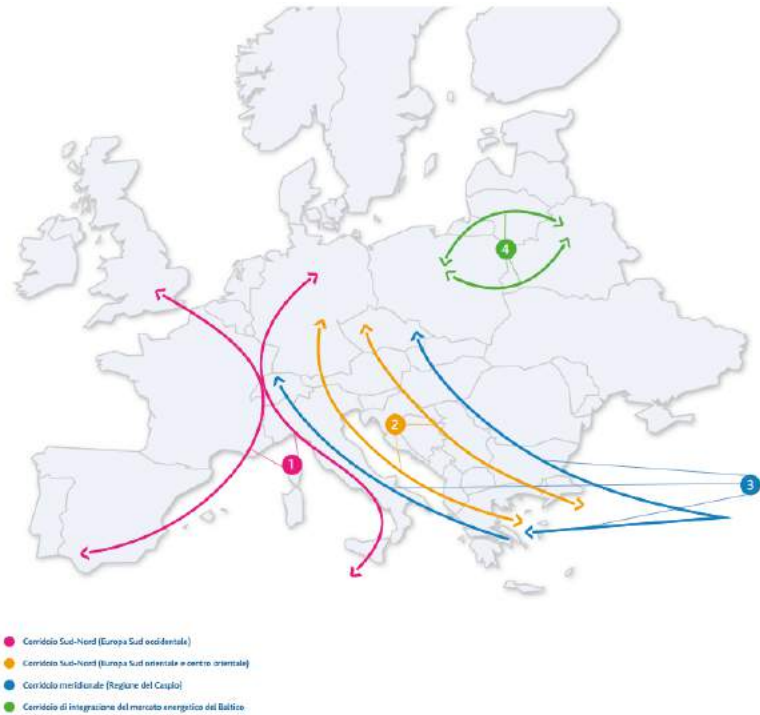 4
2
1
3
Corridoio Sud-Nord (Europa Sud occidentale)
Corridoio Sud-Nord (Europa Sud orientale e centro orientale)
Corridoio meridionale (Regione del Caspio)
Corridoio di integrazione del mercato energetico del Baltico